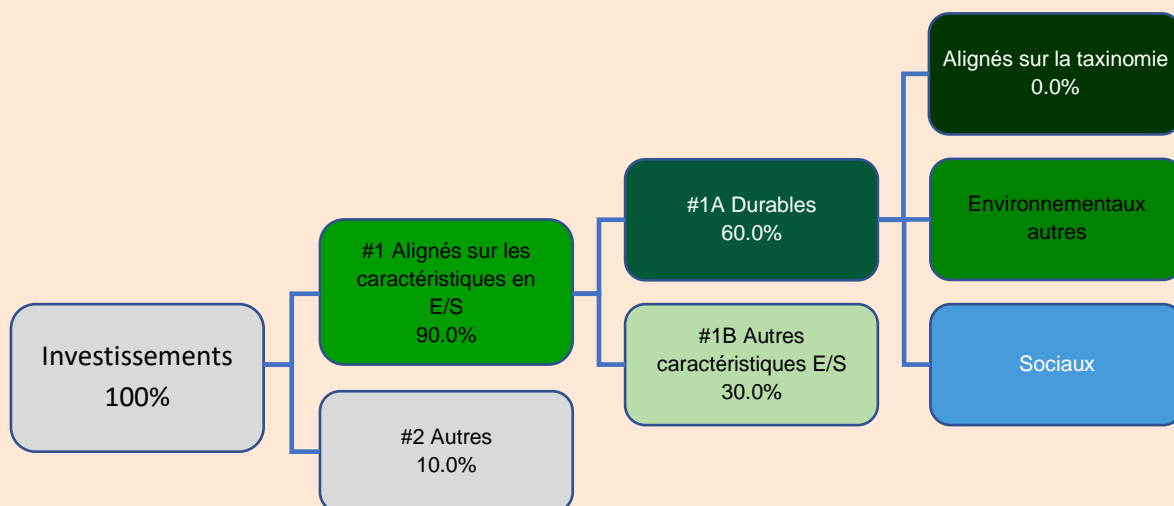 Investissements
100%
#1 Alignés sur les
caractéristiques en
E/S
90.0%
#2 Autres
10.0%
#1A Durables
60.0%
#1B Autres
caractéristiques E/S
30.0%
Alignés sur la taxinomie
0.0%
Environnementaux
autres
Sociaux